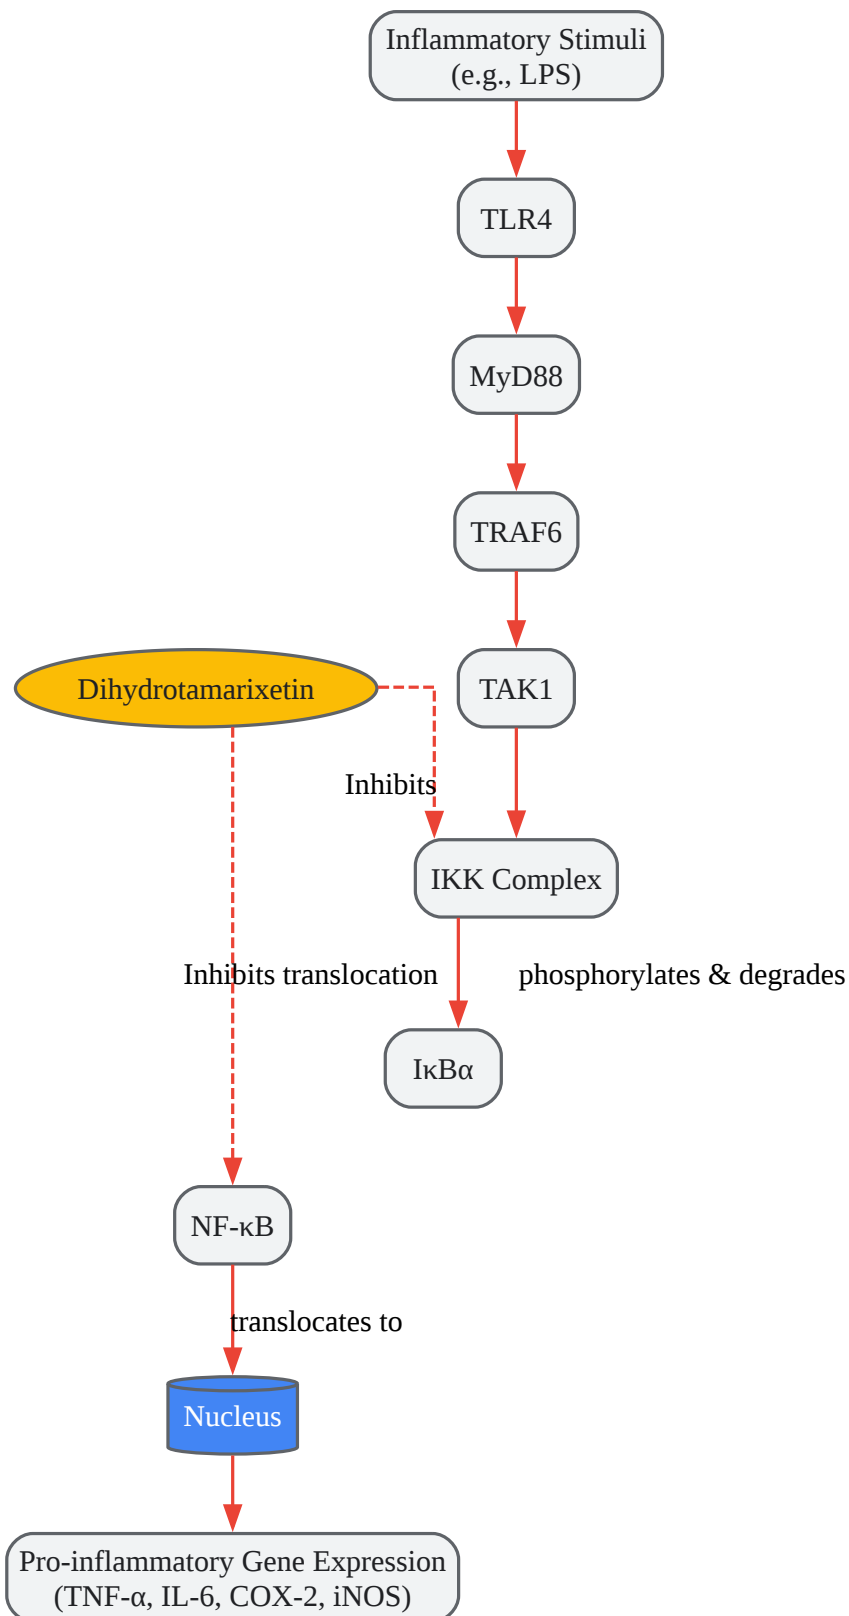 Inflammatory Stimuli
(e.g., LPS)
TLR4
MyD88
TRAF6
Dihydrotamarixetin
TAK1
Inhibits
IKK Complex
Inhibits translocation
phosphorylates & degrades
IκBα
NF-κB
translocates to
Nucleus
Pro-inflammatory Gene Expression
(TNF-α, IL-6, COX-2, iNOS)